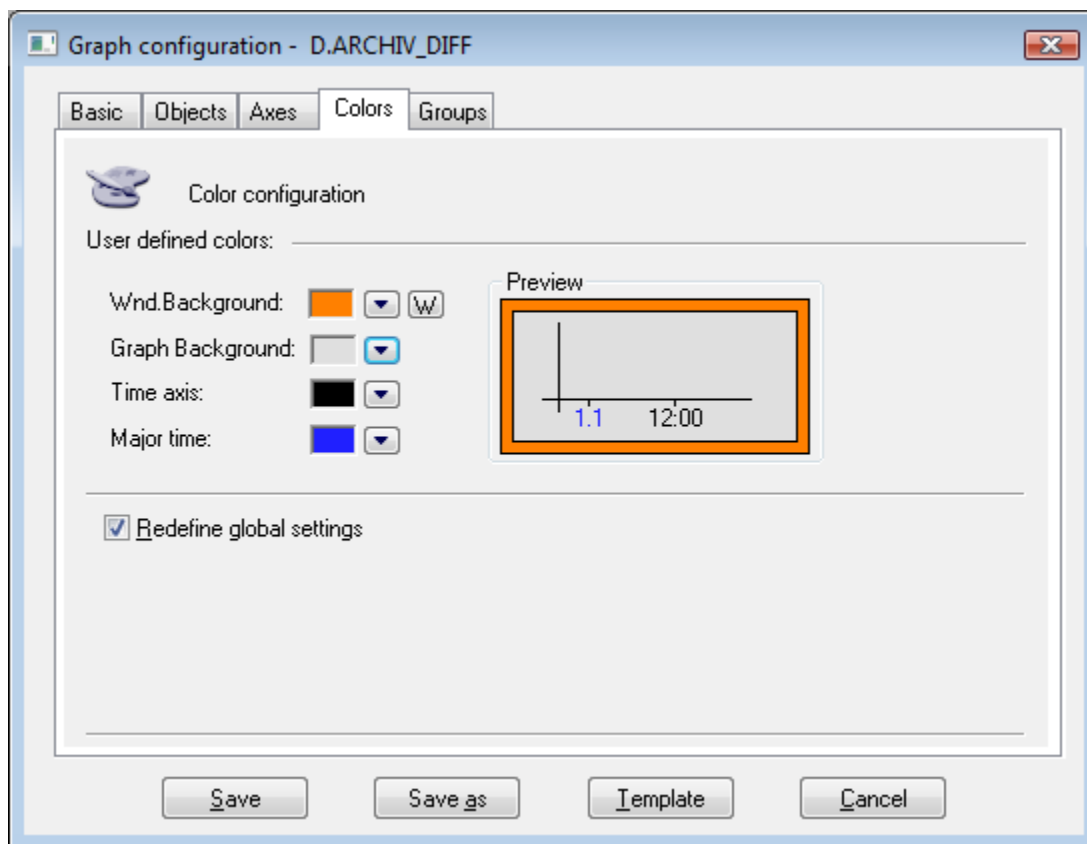 Graph configuration -  D.ARCHIV_DIFF
Basic Objects Axes Colors Groups
Color configuration
User defined colors:
Preview
Wnd.Background: W
Graph Background:
Time axis:
1.1 12:00
Major time:
Redefine global settings
Save Save as Template Cancel